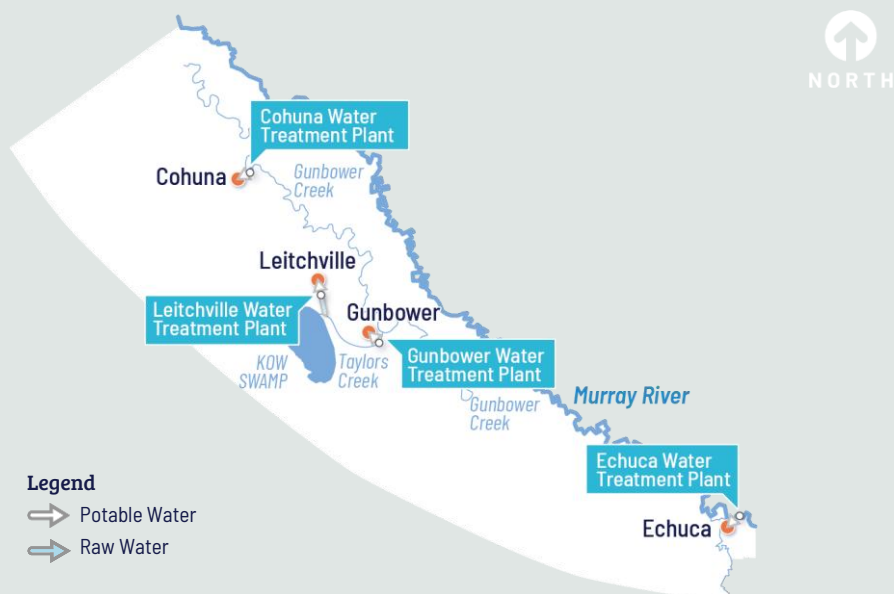 NORTH
Cohuna Water
Treatment Plant
Cohuna
Gunbower
Creek
Leitchville
Leitchville Water
Treatment Plant
Gunbower
KOW
SWAMP
Taylors
Creek
Gunbower Water
Treatment Plant
Gunbower
Creek
Murray River
Echuca Water
Treatment Plant
Echuca
Legend
Potable Water
Raw Water